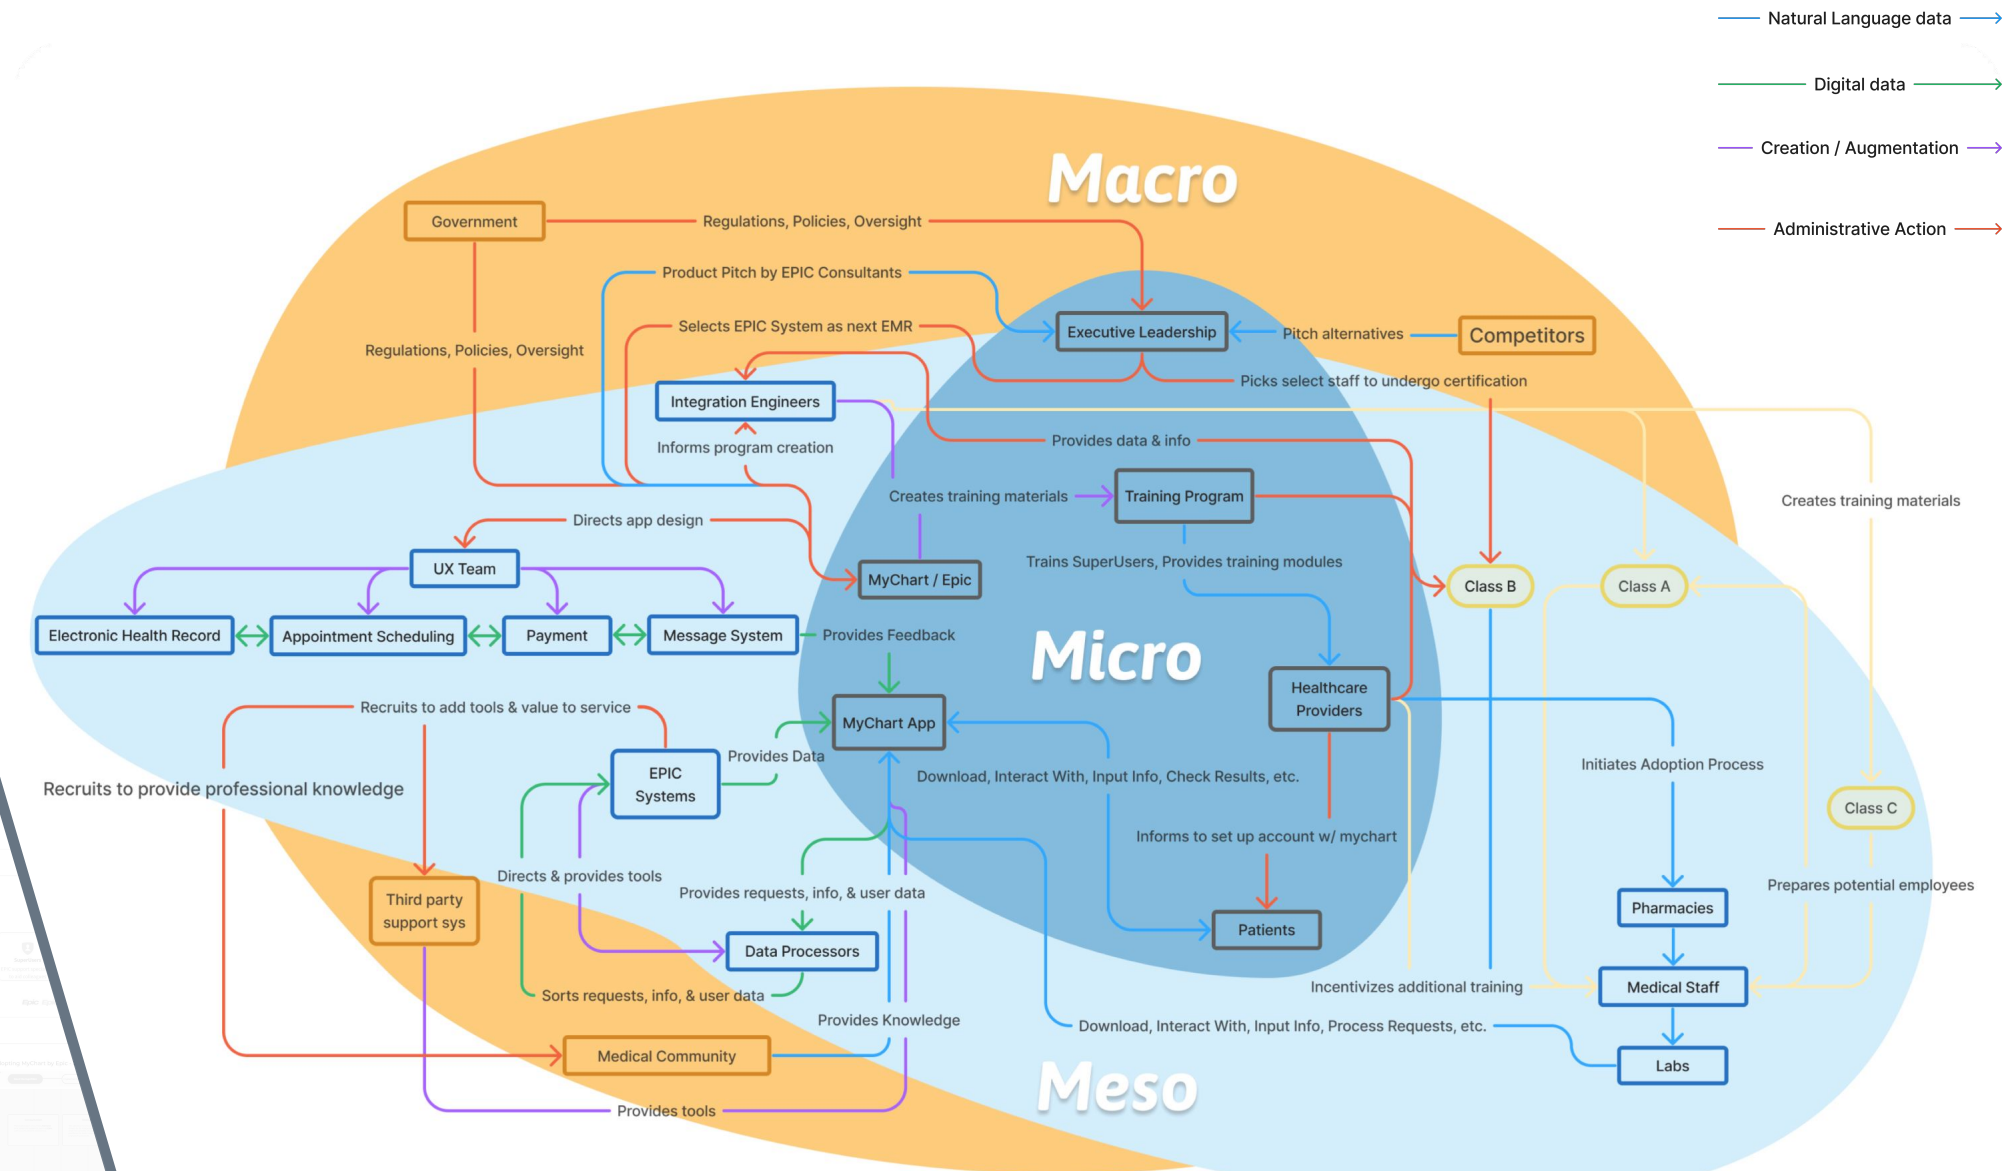 Natural Language data
Digital data
Creation / Augmentation
Administrative Action
Macro
Government
Regulations, Policies, Oversight
Product Pitch by EPIC Consultants
Selects EPIC System as next EMR
Executive Leadership
Pitch alternatives
Competitors
Regulations, Policies, Oversight
Picks select staff to undergo certification
Integration Engineers
Informs program creation
Provides data & info
Creates training materials
Training Program
Creates training materials
Directs app design
Trains SuperUsers, Provides training modules
UX Team
MyChart / Epic
Class B
Class A
Electronic Health Record
Appointment Scheduling
Payment
Message System
Provides Feedback
Micro
Healthcare
Providers
Recruits to add tools & value to service
MyChart App
Provides Data
EPIC
Systems
Download, Interact With, Input Info, Check Results, etc.
Initiates Adoption Process
Recruits to provide professional knowledge
Class C
Informs to set up account w/ mychart
Directs & provides tools
Provides requests, info, & user data
Prepares potential employees
Third party
support sys
Pharmacies
Patients
Data Processors
Sorts requests, info, & user data
Incentivizes additional training
Medical Staff
Provides Knowledge
Download, Interact With, Input Info, Process Requests, etc.
Medical Community
Labs
Meso
Provides tools